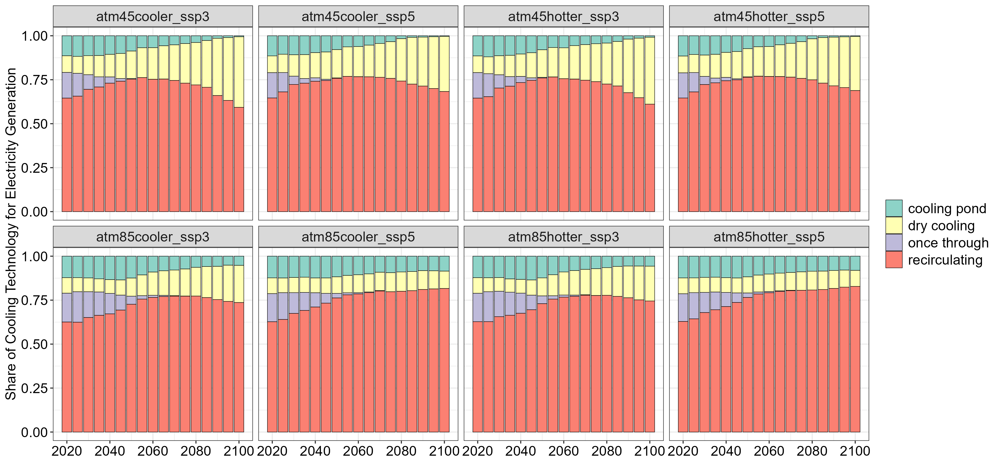 atm45cooler_ssp3
atm45cooler_ssp5
atm45hotter_ssp3
atm45hotter_ssp5
Share of Cooling Technology for Electricity Generation
1.00
0.75
0.50
0.25
0.00
atm85cooler_ssp3
atm85cooler_ssp5
atm85hotter_ssp3
atm85hotter_ssp5
1.00
0.75
0.50
0.25
0.00
2020 2040 2060 2080 2100
2020 2040 2060 2080 2100
2020 2040 2060 2080 2100
2020 2040 2060 2080 2100
cooling pond
dry cooling
once through
recirculating